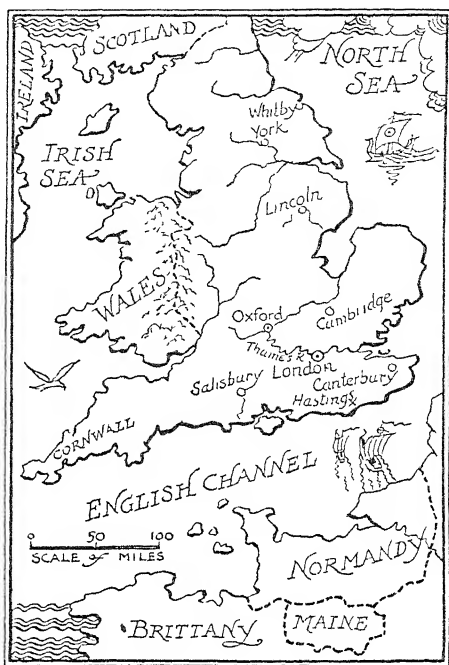 SCOTLAND
IRELAND
NORTH
SEA
Whitby
York
IRISH
SEA
Lincoln
WALES
Oxford
Cambridge
Thames R.
London
Salisbury
Canterbury
Hastings
CORNWALL
ENGLISH CHANNEL
0 50 100
SCALE of MILES
NORMANDY
BRITTANY
MAINE